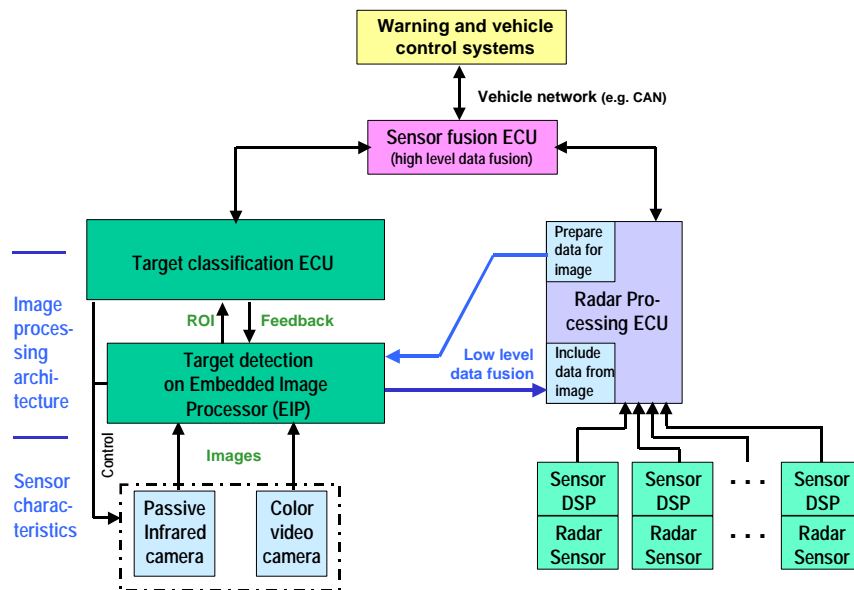 Warning and vehicle
control systems
Vehicle network (e.g. CAN)
Sensor fusion ECU
(high level data fusion)
Target classification ECU
Prepare
data for
image
Radar Pro-
cessing ECU
Include
data from
image
Image
proces-
sing
archi-
tecture
ROI
Feedback
Target detection
on Embedded Image
Processor (EIP)
Low level
data fusion
Control
Images
Sensor
characte-
ristics
Passive
Infrared
camera
Color
video
camera
Sensor
DSP
Radar
Sensor
Sensor
DSP
Radar
Sensor
. . .
. . .
Sensor
DSP
Radar
Sensor